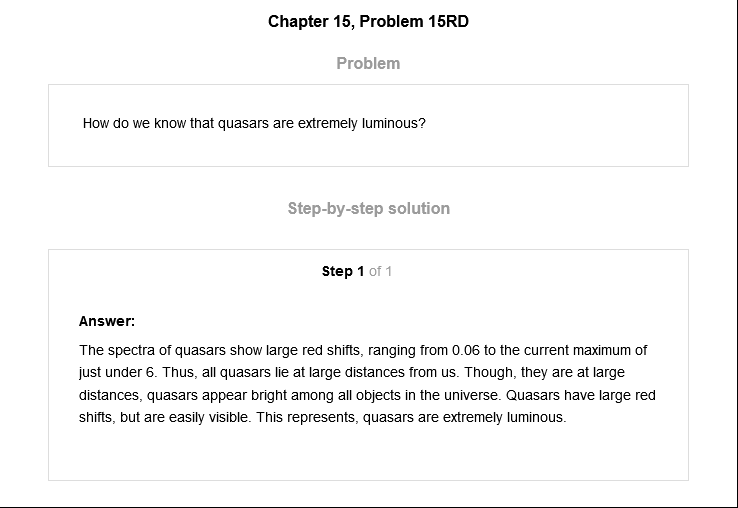 Chapter 15, Problem 15RD
Problem
How do we know that quasars are extremely luminous?
Step-by-step solution
Step 1 of 1
Answer:
The spectra of quasars show large red shifts, ranging from 0.06 to the current maximum of
just under 6. Thus, all quasars lie at large distances from us. Though, they are at large
distances, quasars appear bright among all objects in the universe. Quasars have large red
shifts, but are easily visible. This represents, quasars are extremely luminous.